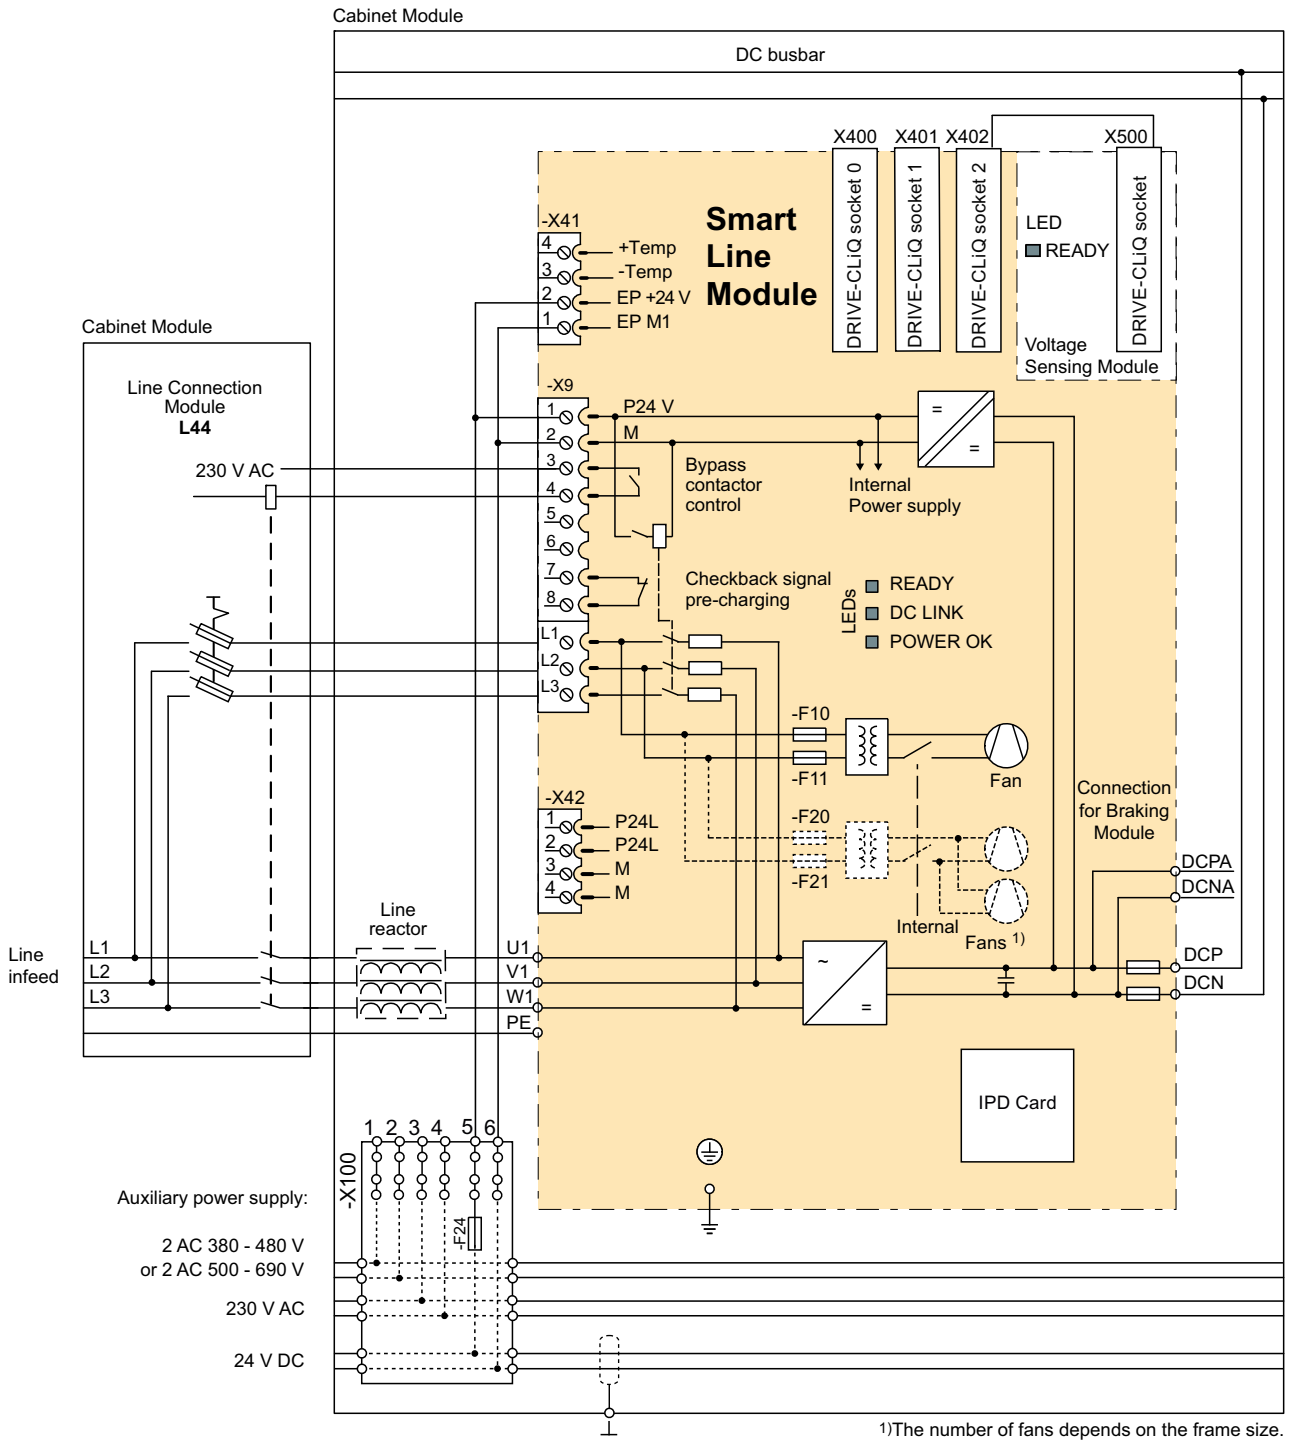 Cabinet Module
DC busbar
X400
X401
X402
X500
DRIVE-CLiQ socket 0
DRIVE-CLiQ socket 1
DRIVE-CLiQ socket 2
DRIVE-CLiQ socket
LED
READY
Voltage
Sensing Module
Smart
Line
Module
-X41
4
+Temp
3
-Temp
2
EP +24 V
1
EP M1
Cabinet Module
Line Connection
Module
L44
230 V AC
-X9
1
P24 V
2
M
3
4
5
6
7
8
L1
L2
L3
Bypass
contactor
control
=
=
Internal
Power supply
Checkback signal
pre-charging
LEDs
READY
DC LINK
POWER OK
-F10
-F11
Fan
-F20
-F21
Internal
Fans 1)
Connection
for Braking
Module
DCPA
DCNA
DCP
DCN
-X42
1
P24L
2
P24L
3
M
4
M
Line
reactor
Line
infeed
L1
L2
L3
U1
V1
W1
PE
~
=
IPD Card
1 2 3 4 5 6
-X100
-F24
Auxiliary power supply:
2 AC 380 - 480 V
or 2 AC 500 - 690 V
230 V AC
24 V DC
1)The number of fans depends on the frame size.